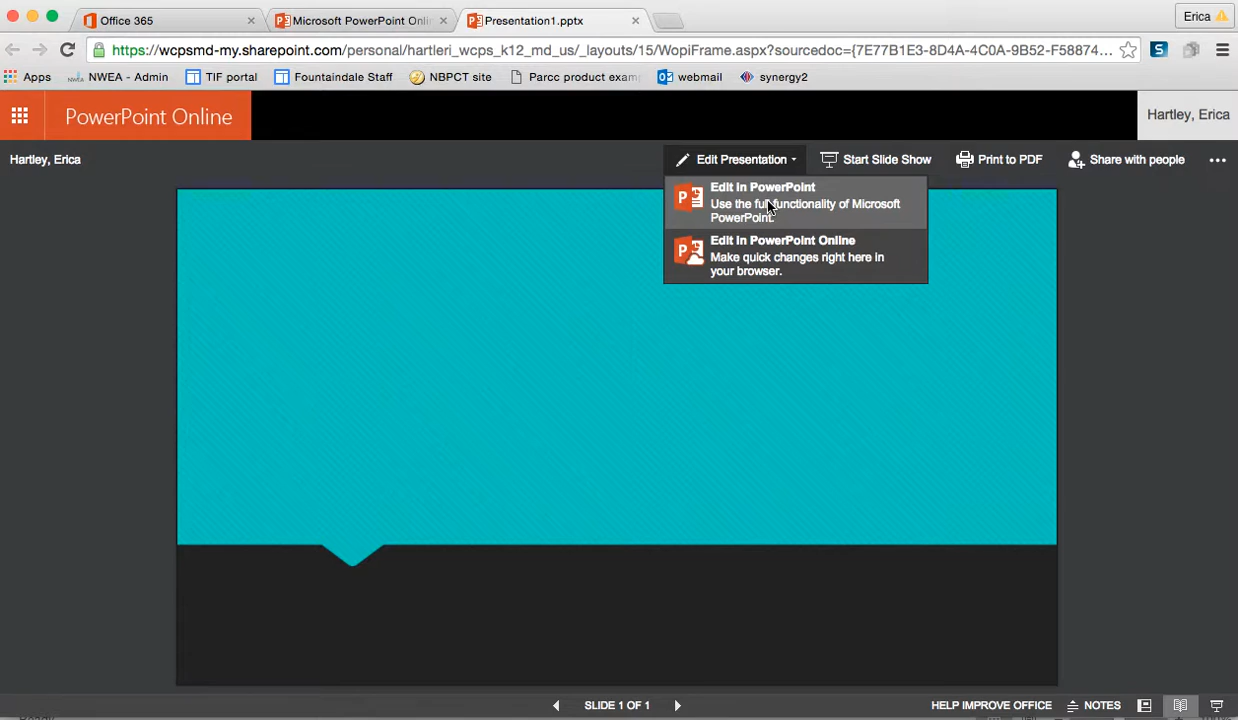 Office 365
Microsoft PowerPoint Onlin
Presentation1.pptx
Erica
https://wcpsmd-my.sharepoint.com/personal/hartleri_wcps_k12_md_us/_layouts/15/WopiFrame.aspx?sourcedoc={7E77B1E3-8D4A-4C0A-9B52-F58874...
Apps
NWEA - Admin
TIF portal
Fountaindale Staff
NBPCT site
Parcc product exam
webmail
synergy2
PowerPoint Online
Hartley, Erica
Hartley, Erica
Edit Presentation
Start Slide Show
Print to PDF
Share with people
Edit in PowerPoint
Use the full functionality of Microsoft
PowerPoint.
Edit in PowerPoint Online
Make quick changes right here in
your browser.
SLIDE 1 OF 1
HELP IMPROVE OFFICE
NOTES